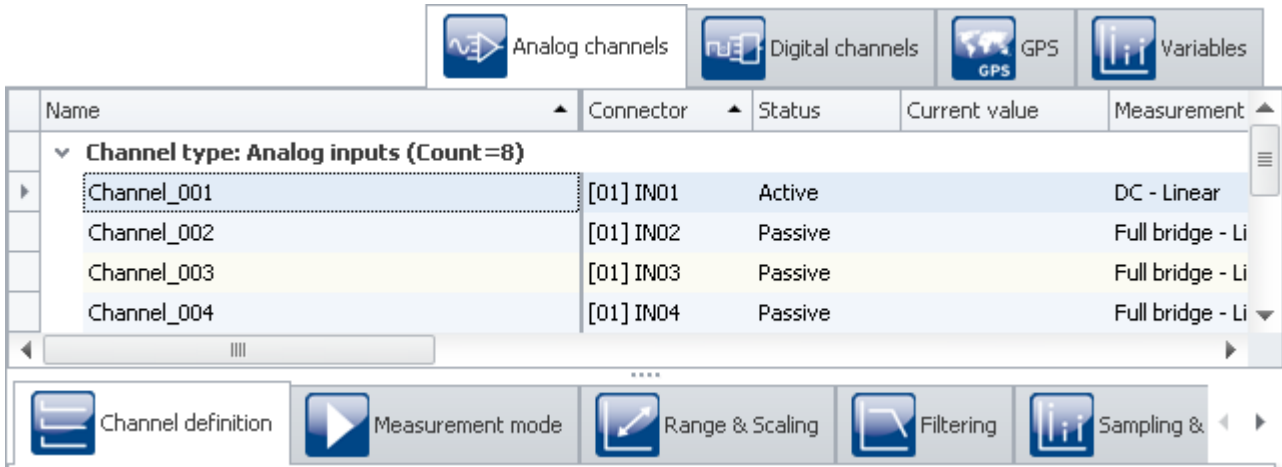 Analog channels Digital channels GPS GPS Variables
Name Connector Status Current value Measurement
Channel type: Analog inputs (Count=8)
Channel_001 [01] IN01 Active DC - Linear
Channel_002 [01] IN02 Passive Full bridge - Li
Channel_003 [01] IN03 Passive Full bridge - Li
Channel_004 [01] IN04 Passive Full bridge - Li
Channel definition Measurement mode Range & Scaling Filtering Sampling &